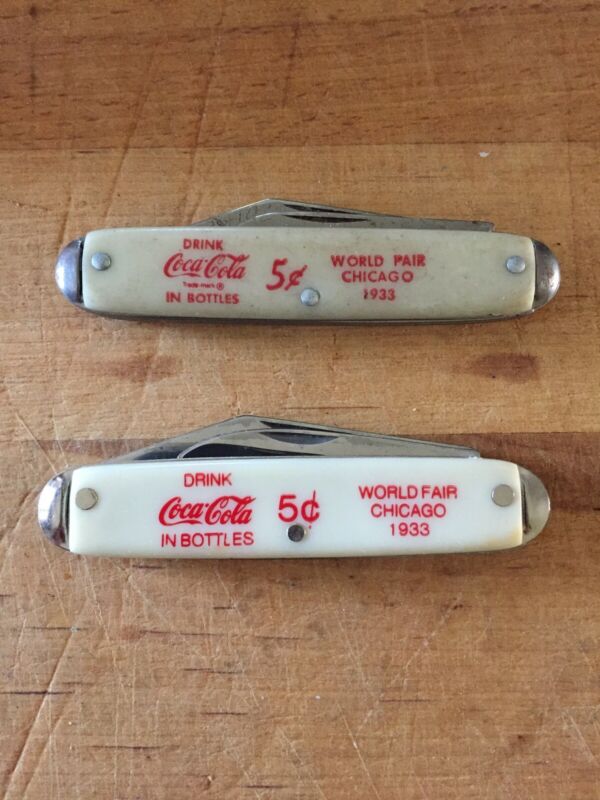 DRINK
Coca-Cola
Trade-mark ®
IN BOTTLES
5¢
WORLD FAIR
CHICAGO
1933
DRINK
Coca-Cola
IN BOTTLES
5¢
WORLD FAIR
CHICAGO
1933